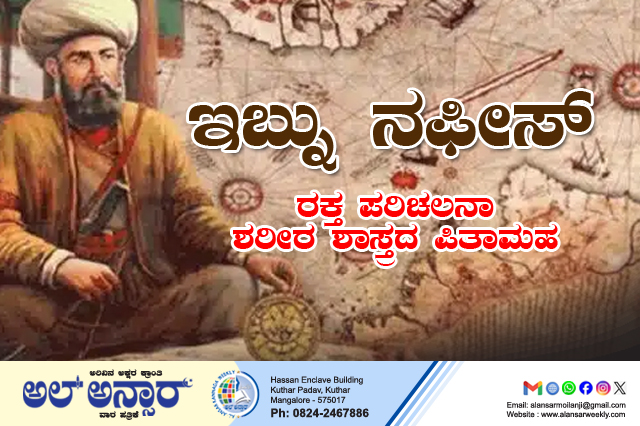 ಇಬ್ನು ನಫೀಸ್
ರಕ್ತ ಪರಿಚಲನಾ
ಶರೀರ ಶಾಸ್ತ್ರದ ಪಿತಾಮಹ
ಅರಿವಿನ ಅಕ್ಷರ ಕ್ರಾಂತಿ
ಅಲ್ ಅನ್ಸಾರ್
ವಾರ ಪತ್ರಿಕೆ
Hassan Enclave Building
Kuthar Padav, Kuthar
Mangalore - 575017
Ph: 0824-2467886
Email: alansarmoilanji@gmail.com
Website : www.alansarweekly.com